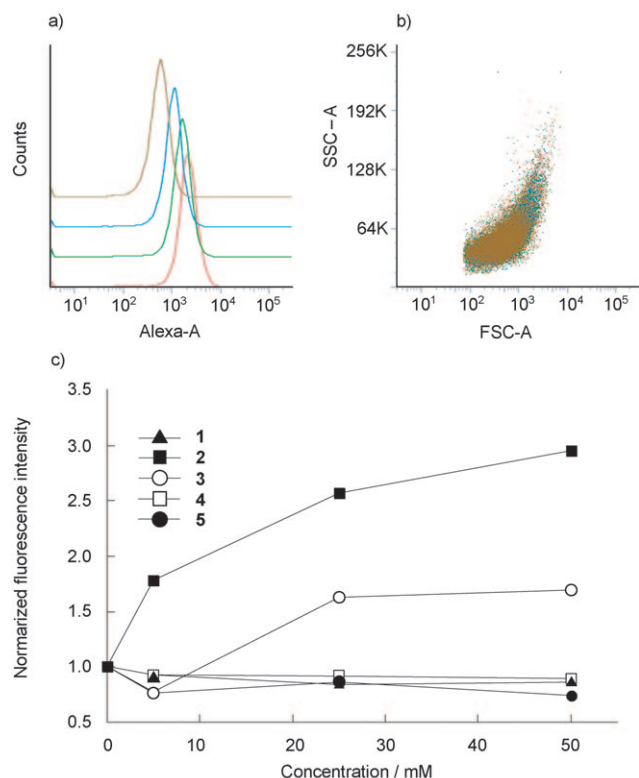 a)
Counts
10¹ 10² 10³ 10⁴ 10⁵
Alexa-A
b)
SSC–A
256K
192K
128K
64K
10¹ 10² 10³ 10⁴ 10⁵
FSC-A
c)
Normarized fluorescence intensity
3.5
3.0
2.5
2.0
1.5
1.0
0.5
1
2
3
4
5
0 10 20 30 40 50
Concentration / mM